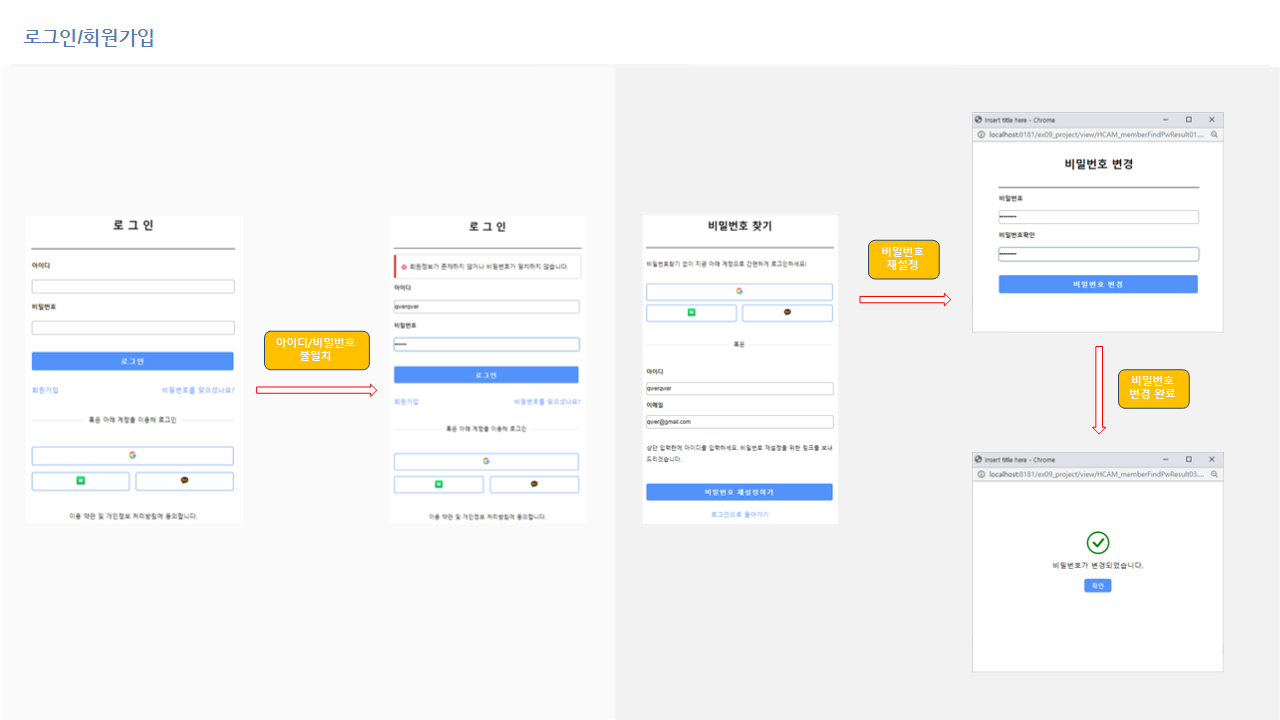 로그인/회원가입
로 그 인
아이디
비밀번호
로그인
회원가입 비밀번호를 잊으셨나요?
혹은 아래 계정을 이용해 로그인
이용 약관 및 개인정보 처리방침에 동의합니다.
아이디/비밀번호
불일치
로 그 인
회원정보가 존재하지 않거나 비밀번호가 일치하지 않습니다.
아이디
qwerqwer
비밀번호
로그인
회원가입 비밀번호를 잊으셨나요?
혹은 아래 계정을 이용해 로그인
이용 약관 및 개인정보 처리방침에 동의합니다.
비밀번호 찾기
비밀번호찾기 없이 지금 아래 계정으로 간편하게 로그인하세요!
혹은
아이디
qwerqwer
이메일
qwer@gmail.com
상단 입력란에 아이디를 입력하세요. 비밀번호 재설정을 위한 링크를 보내
드리겠습니다.
비밀번호 재설정하기
로그인으로 돌아가기
비밀번호
재설정
Insert title here - Chrome
localhost:8181/ex09_project/view/HCAM_memberFindPwResult01...
비밀번호 변경
비밀번호
비밀번호확인
비밀번호 변경
비밀번호
변경 완료
Insert title here - Chrome
localhost:8181/ex09_project/view/HCAM_memberFindPwResult03...
비밀번호가 변경되었습니다.
확인